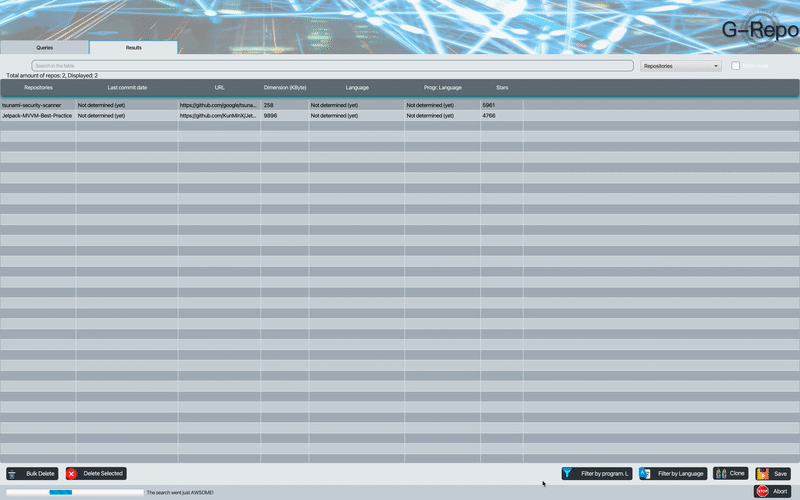 G-Repo
Queries Results
Search in the table Repositories
Total amount of repos: 2, Displayed: 2
Repositories Last commit date URL Dimension (KByte) Language Progr. Language Stars
tsunami-security-scanner Not determined (yet) https://github.com/google/tsuna... 258 Not determined (yet) Not determined (yet) 5961
Jetpack-MVVM-Best-Practice Not determined (yet) https://github.com/KunMinX/Jet... 9896 Not determined (yet) Not determined (yet) 4766
Bulk Delete Delete Selected Filter by program. L Filter by Language Clone Save
The search went just AWSOME! STOP Abort